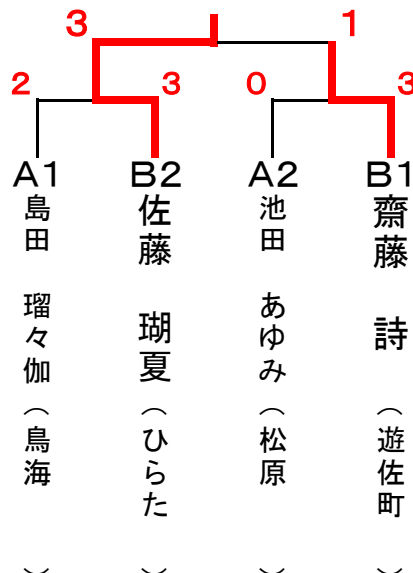 3 1
2 3 0 3
A1 B2 A2 B1
島田 瑠々伽（鳥海）
佐藤 瑚夏（ひらた）
池田 あゆみ（松原）
齋藤 詩（遊佐町）